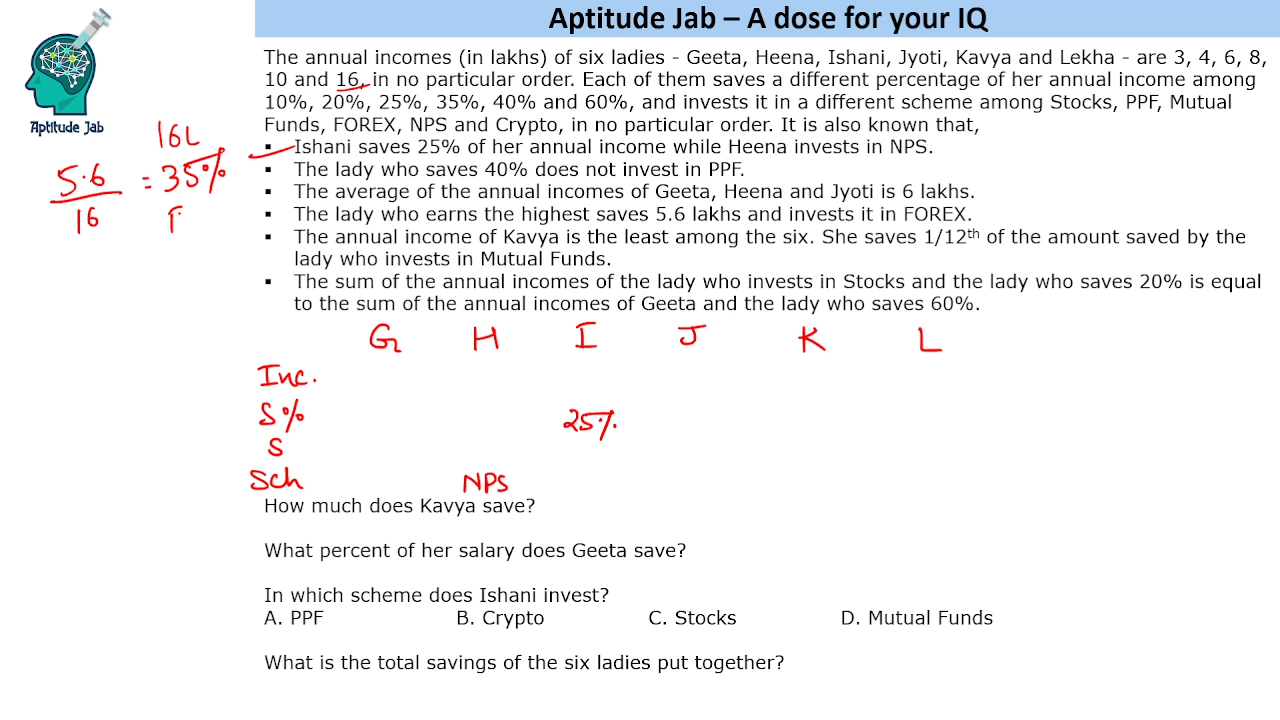 Aptitude Jab – A dose for your IQ
Aptitude Jab
The annual incomes (in lakhs) of six ladies - Geeta, Heena, Ishani, Jyoti, Kavya and Lekha - are 3, 4, 6, 8,
10 and 16, in no particular order. Each of them saves a different percentage of her annual income among
10%, 20%, 25%, 35%, 40% and 60%, and invests it in a different scheme among Stocks, PPF, Mutual
Funds, FOREX, NPS and Crypto, in no particular order. It is also known that,
▪ Ishani saves 25% of her annual income while Heena invests in NPS.
▪ The lady who saves 40% does not invest in PPF.
▪ The average of the annual incomes of Geeta, Heena and Jyoti is 6 lakhs.
▪ The lady who earns the highest saves 5.6 lakhs and invests it in FOREX.
▪ The annual income of Kavya is the least among the six. She saves 1/12th of the amount saved by the
lady who invests in Mutual Funds.
▪ The sum of the annual incomes of the lady who invests in Stocks and the lady who saves 20% is equal
to the sum of the annual incomes of Geeta and the lady who saves 60%.
16L
5.6 = 35%
16
G H I J K L
Inc.
S% 25%
S
Sch NPS
How much does Kavya save?
What percent of her salary does Geeta save?
In which scheme does Ishani invest?
A. PPF B. Crypto C. Stocks D. Mutual Funds
What is the total savings of the six ladies put together?